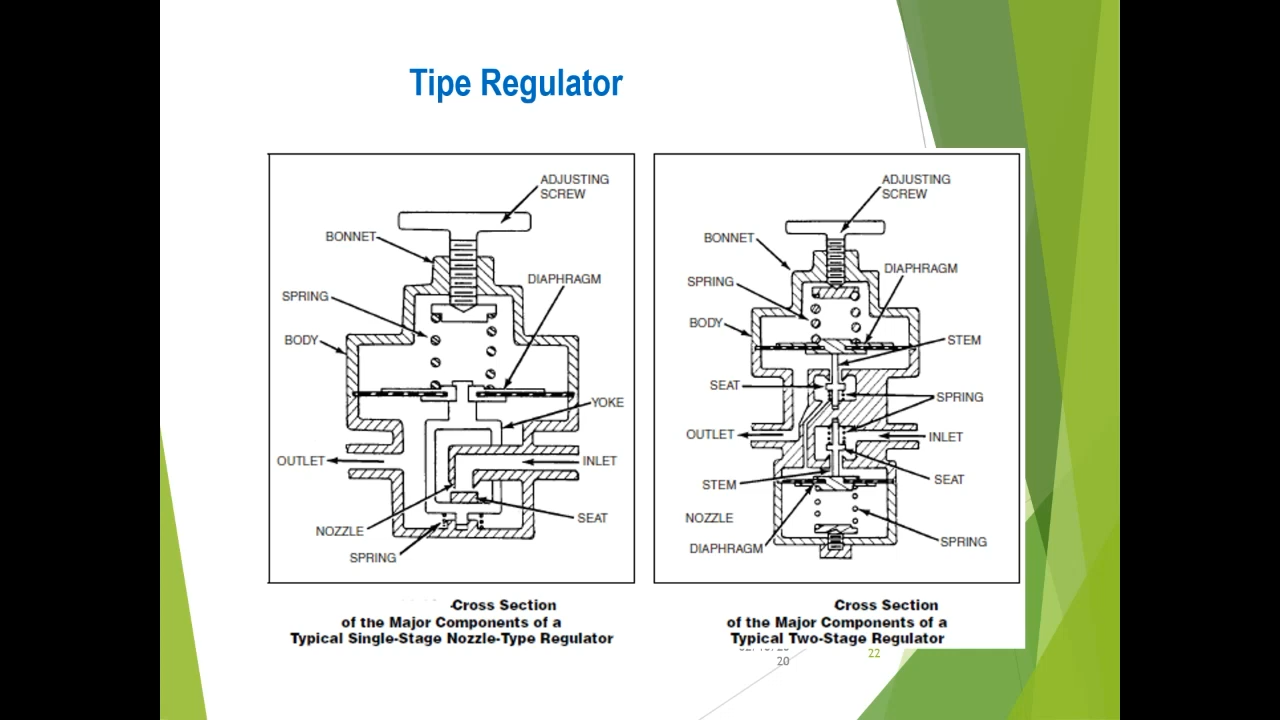 Tipe Regulator
ADJUSTING
SCREW
BONNET
DIAPHRAGM
SPRING
BODY
YOKE
OUTLET
INLET
NOZZLE
SEAT
SPRING
Cross Section
of the Major Components of a
Typical Single-Stage Nozzle-Type Regulator
ADJUSTING
SCREW
BONNET
DIAPHRAGM
SPRING
BODY
STEM
SEAT
SPRING
OUTLET
INLET
STEM
SEAT
NOZZLE
SPRING
DIAPHRAGM
Cross Section
of the Major Components of a
Typical Two-Stage Regulator
20
22